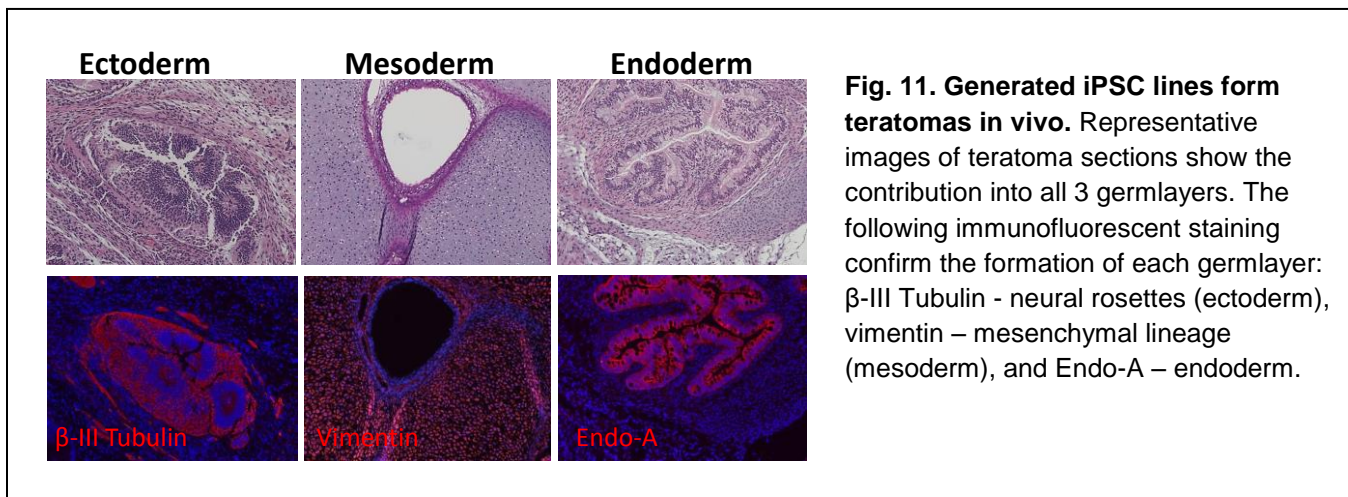 Ectoderm
Mesoderm
Endoderm
β-III Tubulin
Vimentin
Endo-A
Fig. 11. Generated iPSC lines form
teratomas in vivo. Representative
images of teratoma sections show the
contribution into all 3 germlayers. The
following immunofluorescent staining
confirm the formation of each germlayer:
β-III Tubulin - neural rosettes (ectoderm),
vimentin – mesenchymal lineage
(mesoderm), and Endo-A – endoderm.